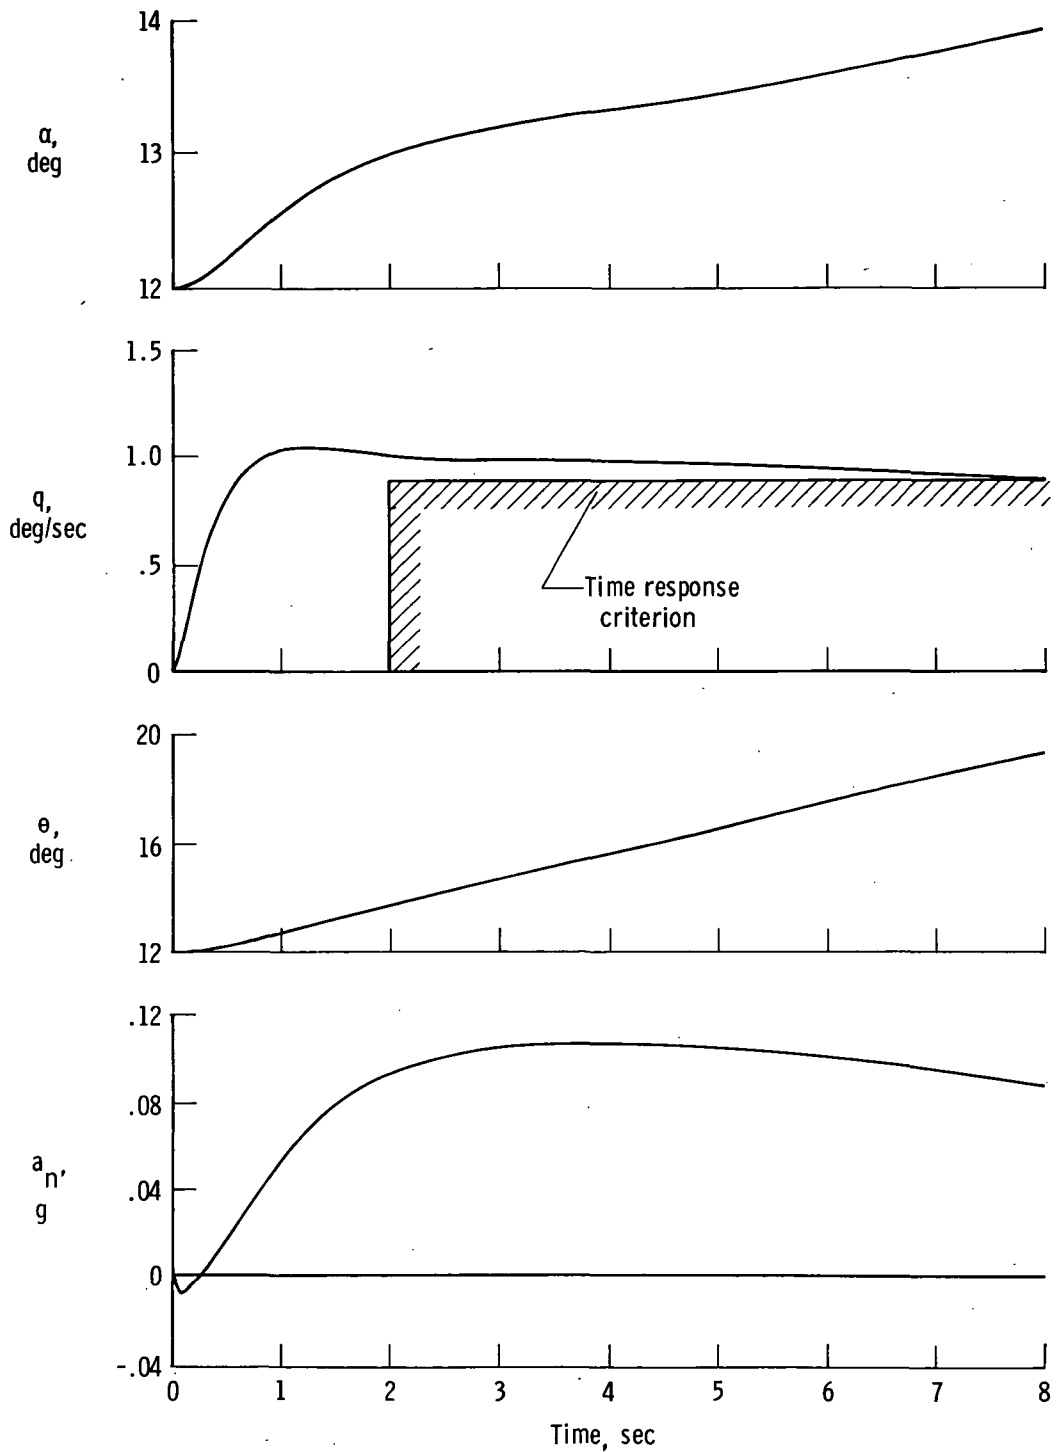 14
α,
deg
13
12
1.5
1.0
q,
deg/sec
.5
Time response
criterion
0
20
θ,
deg
16
12
.12
.08
an,
g
.04
0
-.04
0 1 2 3 4 5 6 7 8
Time, sec